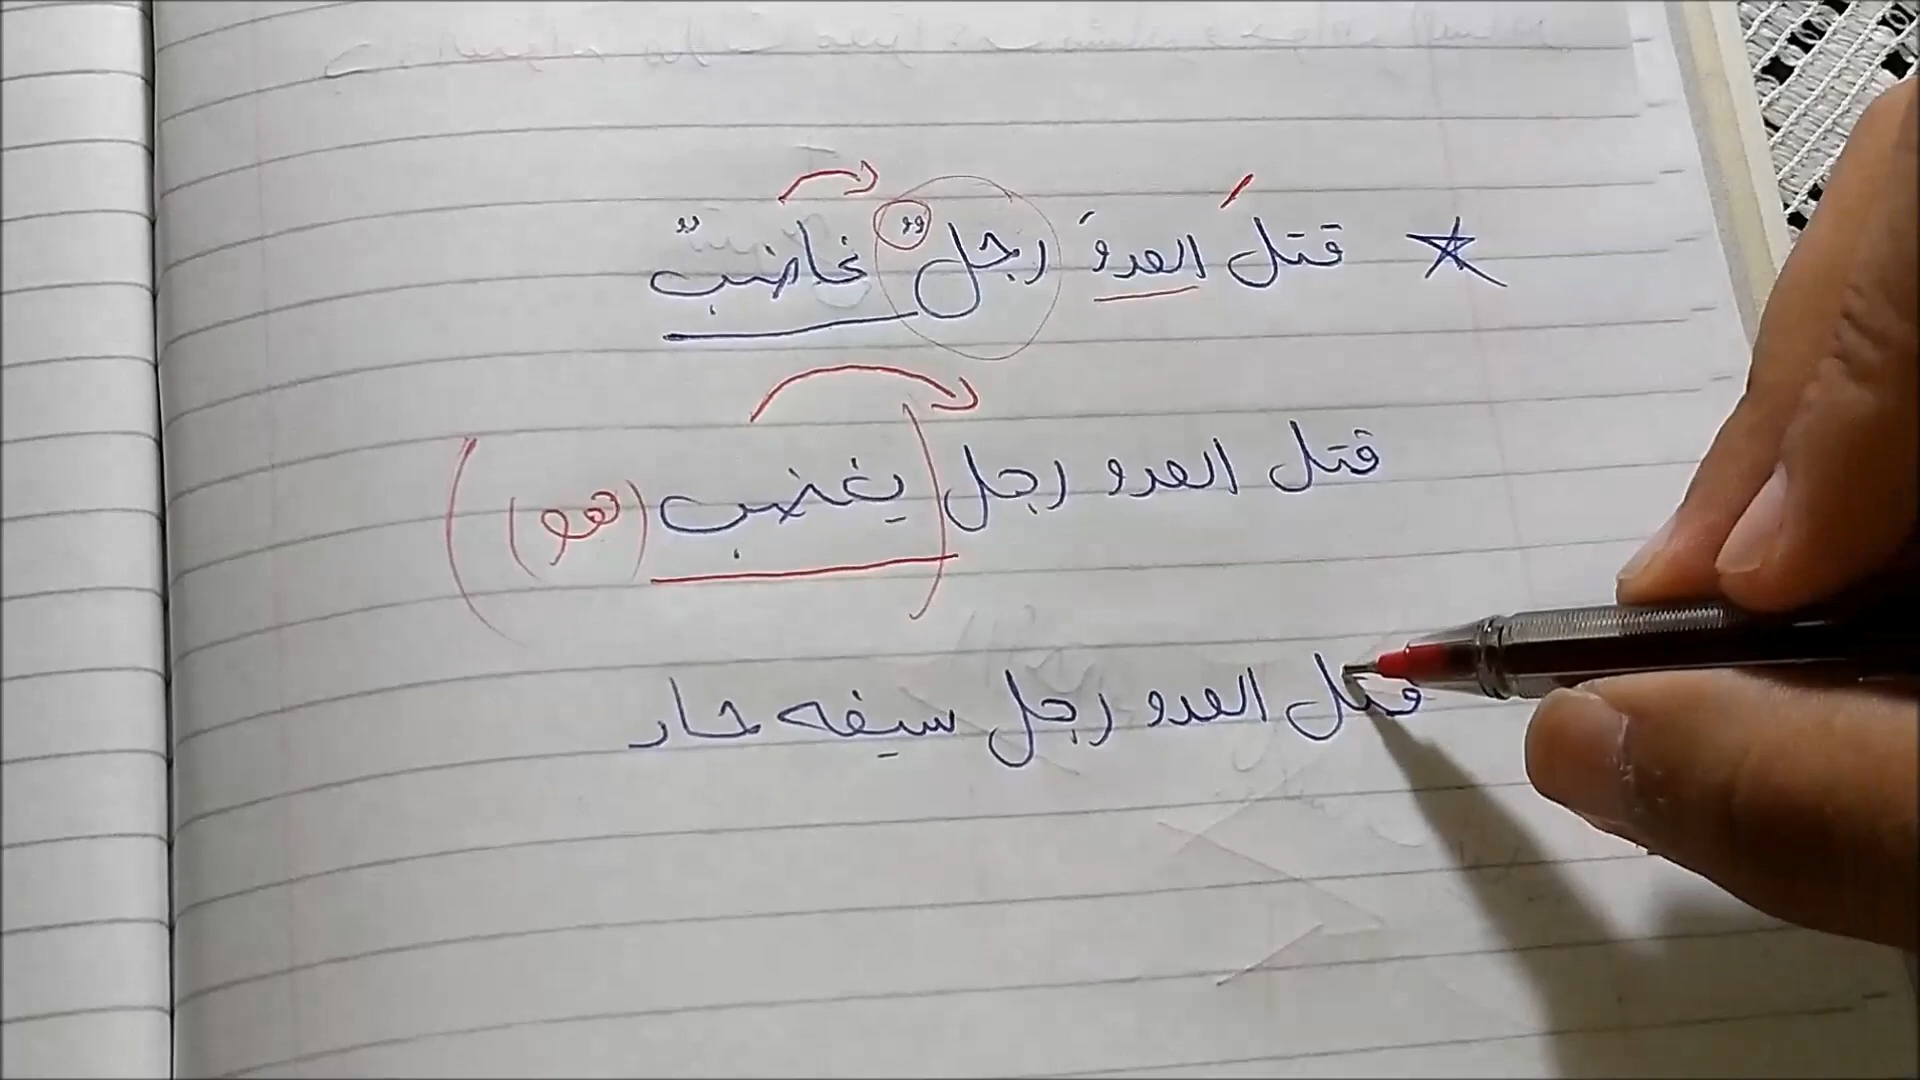 قتلَ العدوَ رجلٌ غاضبٌ
قتل العدو رجل (يغضب (هو))
قتل العدو رجل سيفه حاد